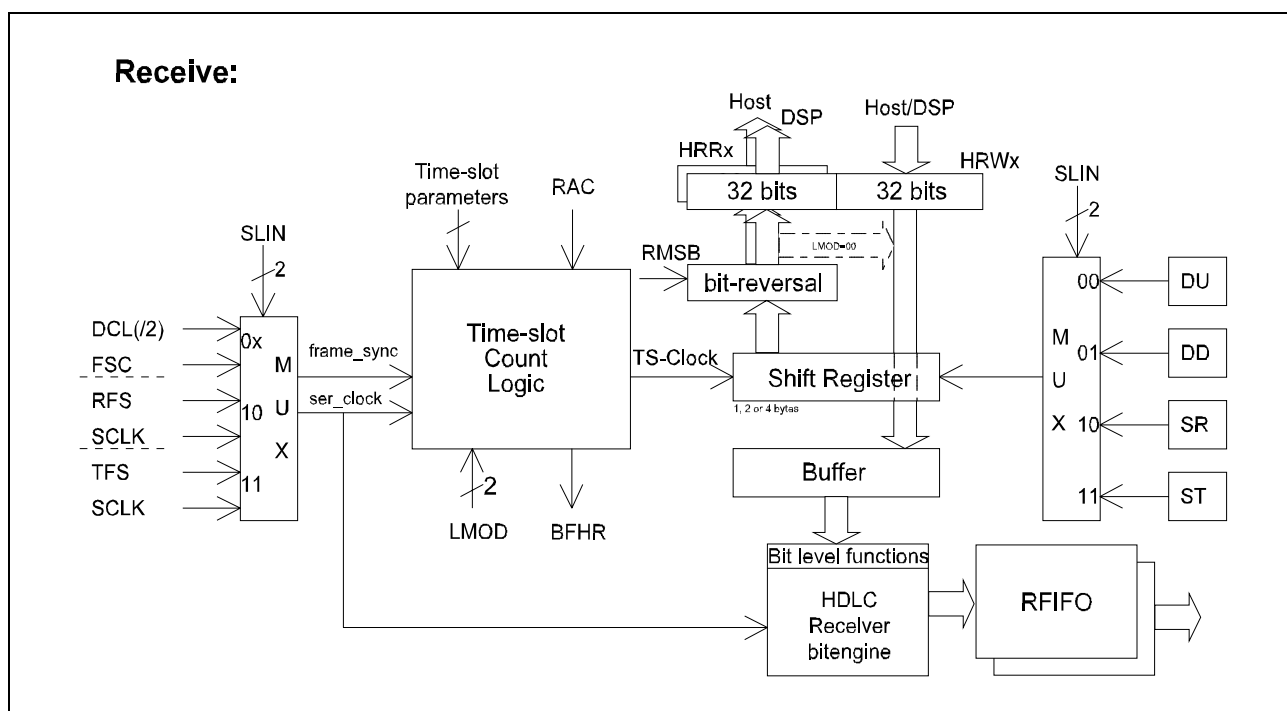 Receive:
Host
DSP
Host/DSP
HRRx
HRWx
Time-slot
parameters
RAC
32 bits
32 bits
SLIN
2
SLIN
2
RMSB
LMOD=00
bit-reversal
00
DU
DCL(/2)
0x
FSC
M
frame_sync
Time-slot
Count
Logic
TS-Clock
Shift Register
M
01
DD
RFS
10
U
ser_clock
1, 2 or 4 bytas
U
SCLK
X
X
10
SR
TFS
11
SCLK
2
LMOD
BFHR
Buffer
11
ST
Bit level functions
HDLC
Recelver
bitengine
RFIFO